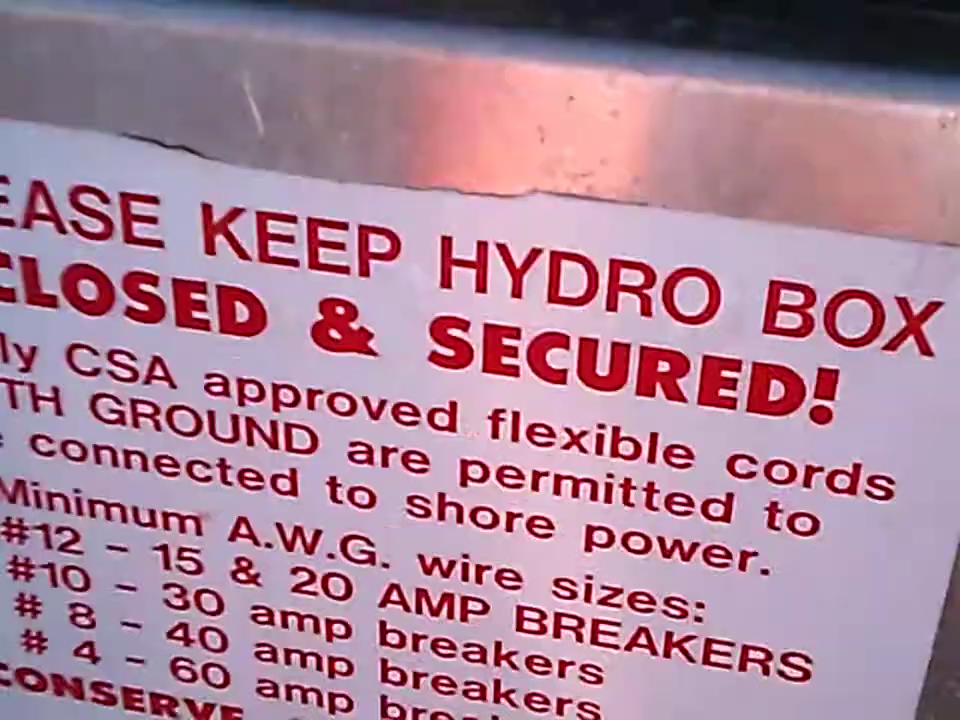 EASE KEEP HYDRO BOX
CLOSED & SECURED!
ly CSA approved flexible cords
TH GROUND are permitted to
connected to shore power.
Minimum A.W.G. wire sizes:
#12 - 15 & 20 AMP BREAKERS
#10 - 30 amp breakers
# 8 - 40 amp breakers
# 4 - 60 amp break
CONSERVE